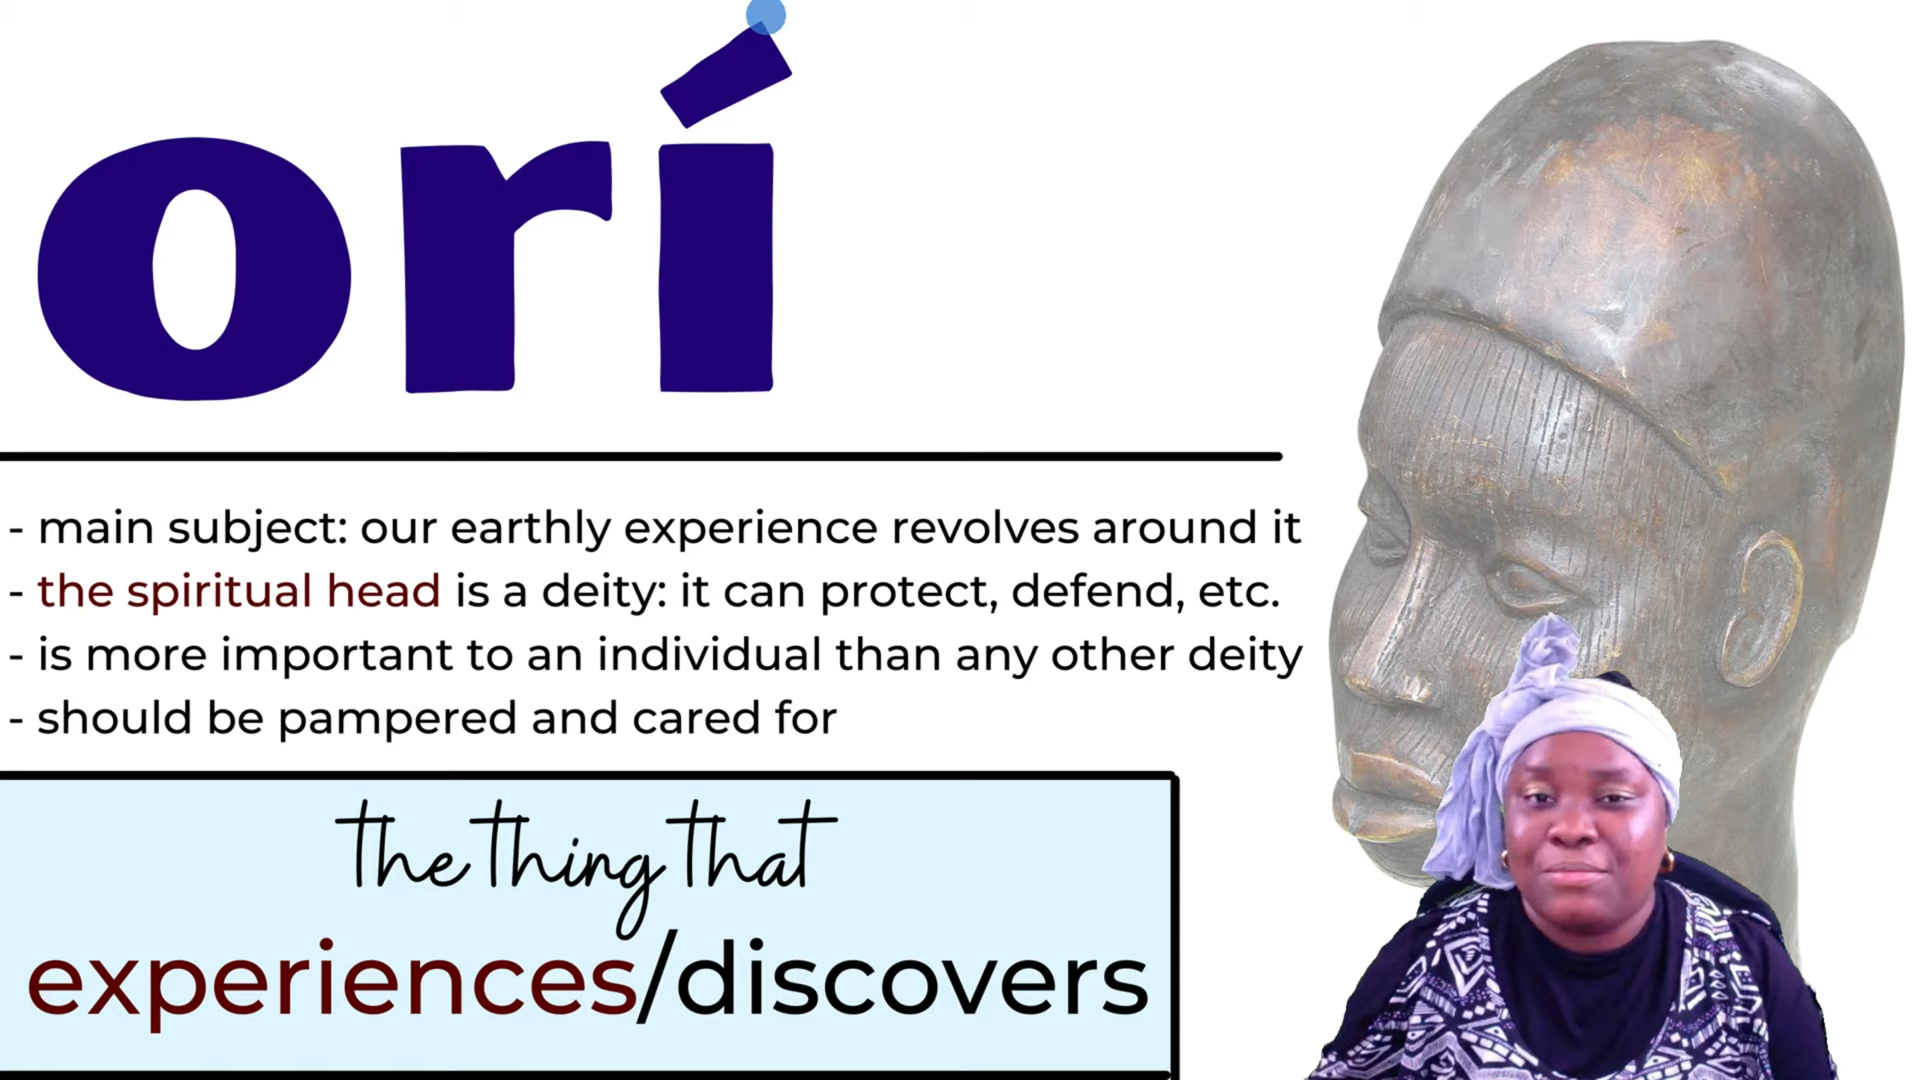 orí
- main subject: our earthly experience revolves around it
- the spiritual head is a deity: it can protect, defend, etc.
- is more important to an individual than any other deity
- should be pampered and cared for
the thing that
experiences/discovers